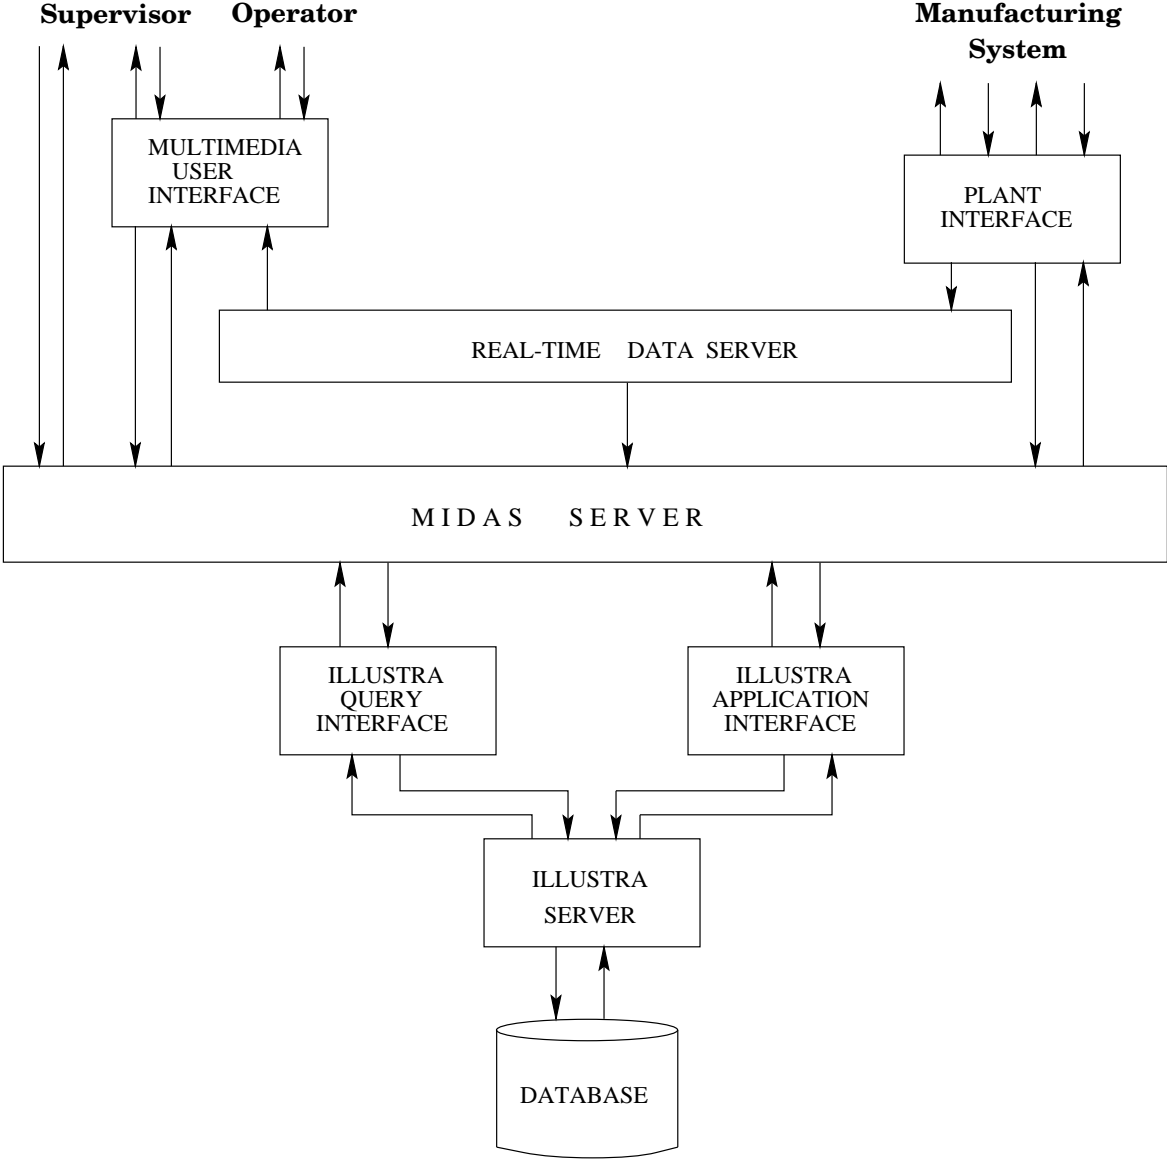 Supervisor
Operator
Manufacturing
System
MULTIMEDIA
USER
INTERFACE
PLANT
INTERFACE
REAL-TIME DATA SERVER
MIDAS SERVER
ILLUSTRA
QUERY
INTERFACE
ILLUSTRA
APPLICATION
INTERFACE
ILLUSTRA
SERVER
DATABASE